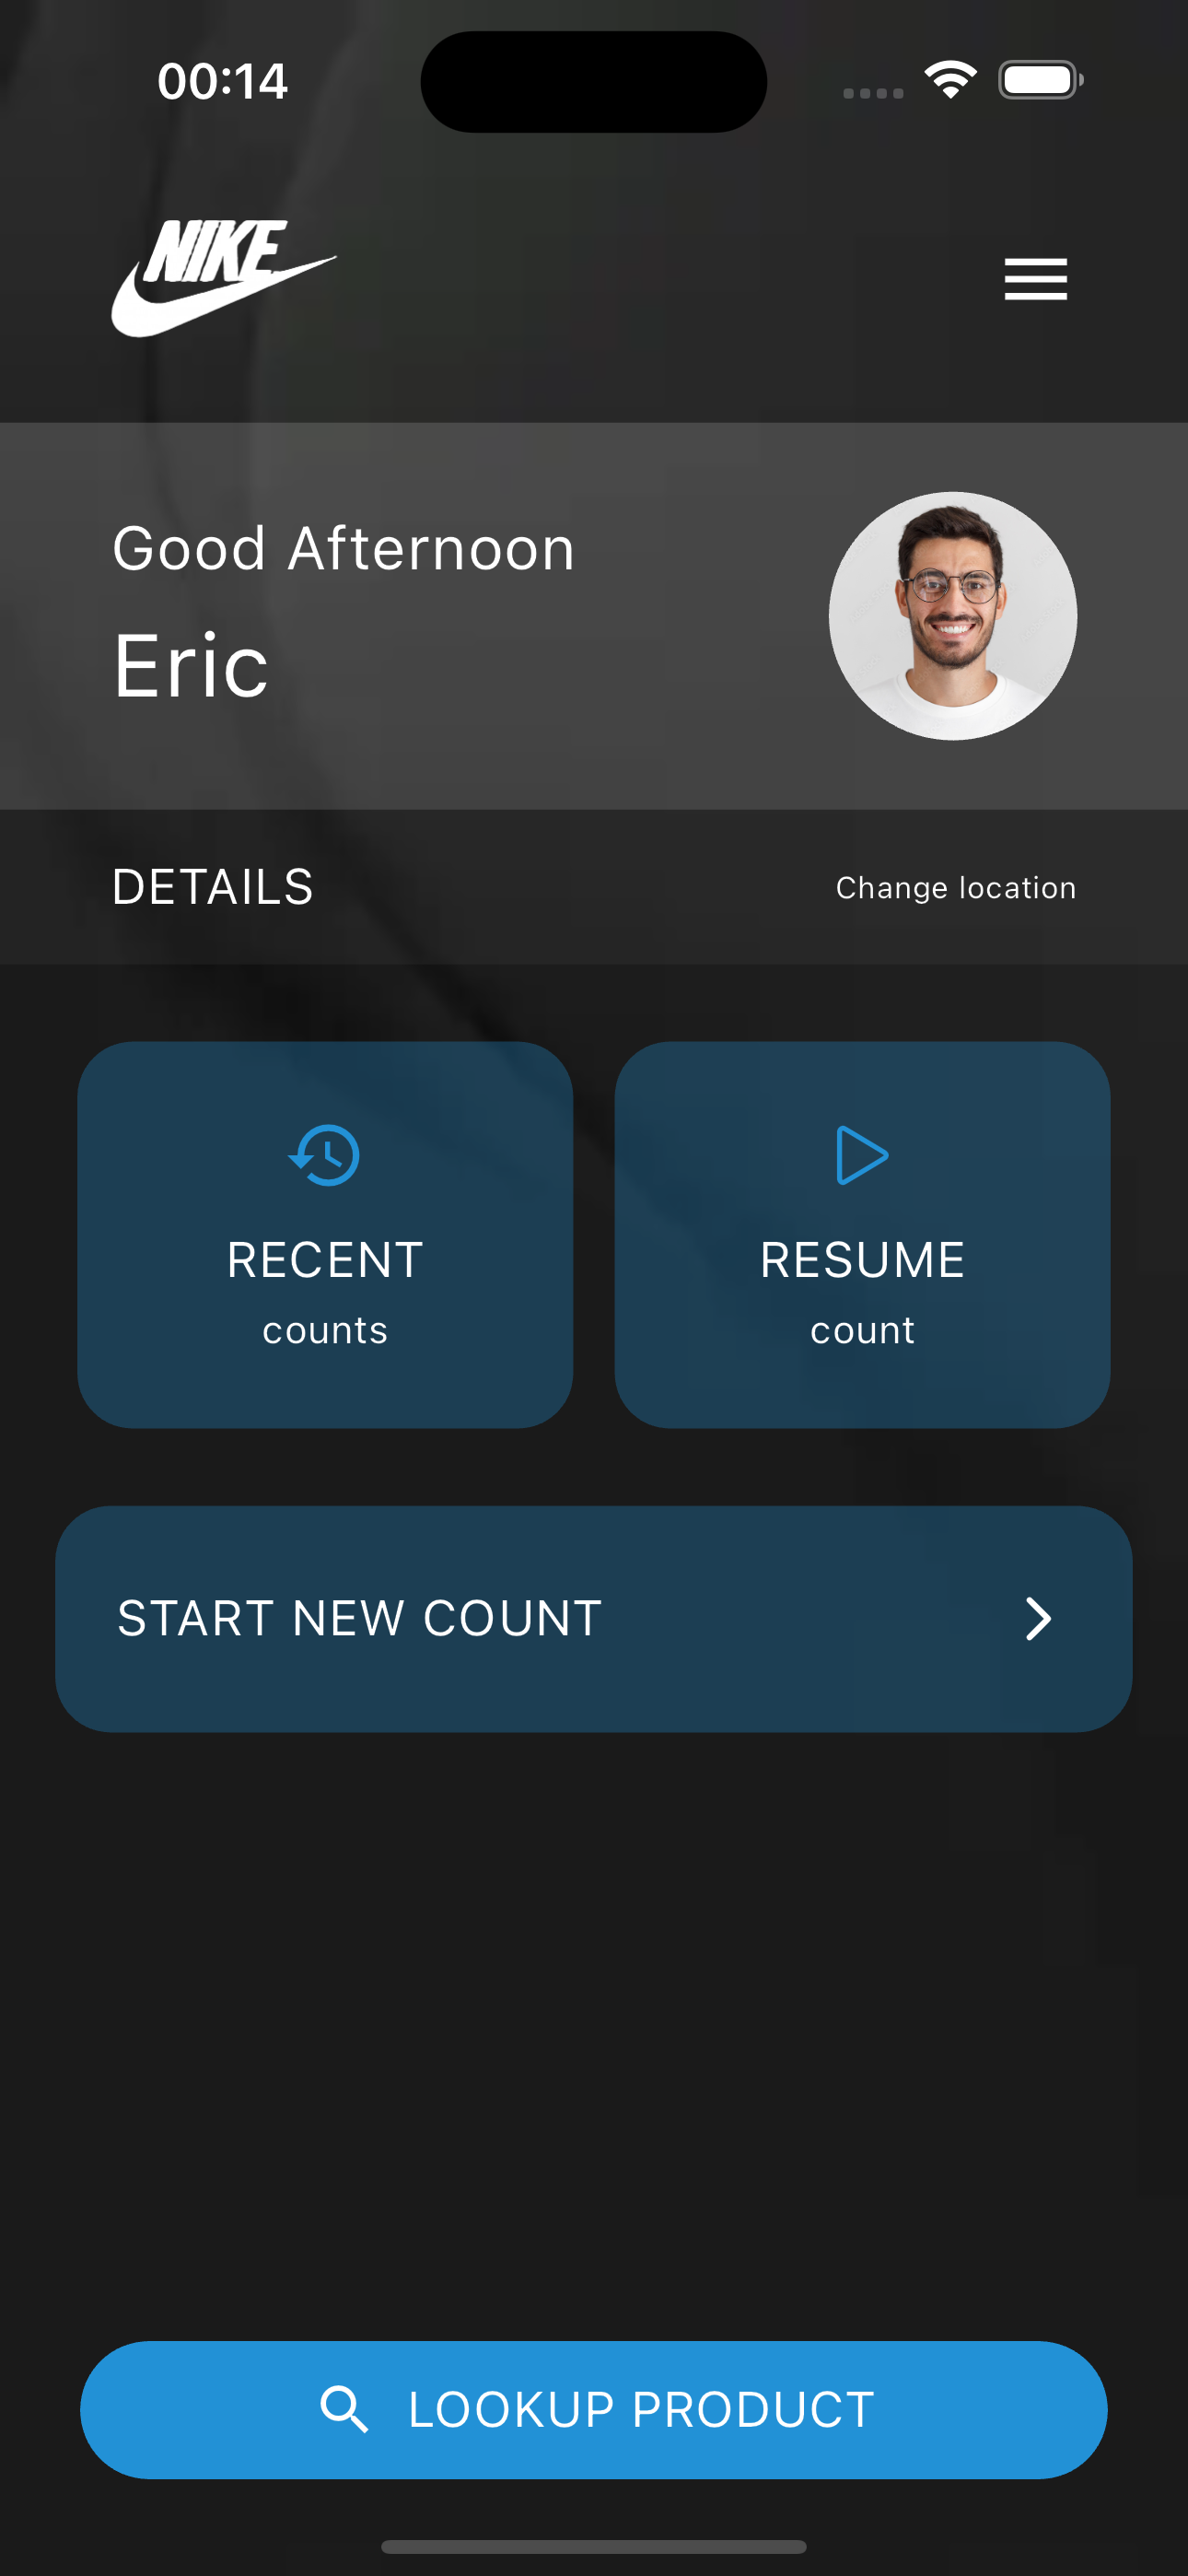 00:14
NIKE
Good Afternoon
Eric
DETAILS
Change location
RECENT
counts
RESUME
count
START NEW COUNT
LOOKUP PRODUCT